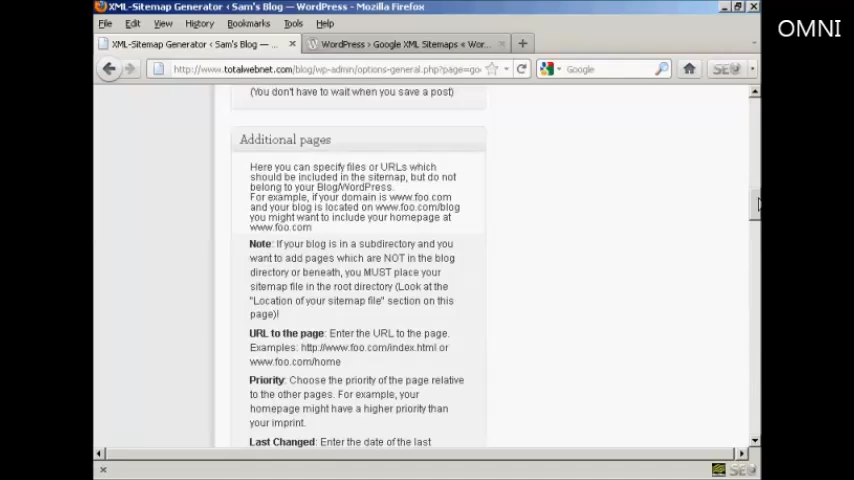 XML-Sitemap Generator ‹ Sam's Blog — WordPress - Mozilla Firefox
OMNI
File Edit View History Bookmarks Tools Help
XML-Sitemap Generator ‹ Sam's Blog — ...
WordPress › Google XML Sitemaps « Wor...
http://www.totalwebnet.com/blog/wp-admin/options-general.php?page=go
Google
SEO
(You don't have to wait when you save a post)
Additional pages
Here you can specify files or URLs which
should be included in the sitemap, but do not
belong to your Blog/WordPress.
For example, if your domain is www.foo.com
and your blog is located on www.foo.com/blog
you might want to include your homepage at
www.foo.com
Note: If your blog is in a subdirectory and you
want to add pages which are NOT in the blog
directory or beneath, you MUST place your
sitemap file in the root directory (Look at the
"Location of your sitemap file" section on this
page)!
URL to the page: Enter the URL to the page.
Examples: http://www.foo.com/index.html or
www.foo.com/home
Priority: Choose the priority of the page relative
to the other pages. For example, your
homepage might have a higher priority than
your imprint.
Last Changed: Enter the date of the last
SEO